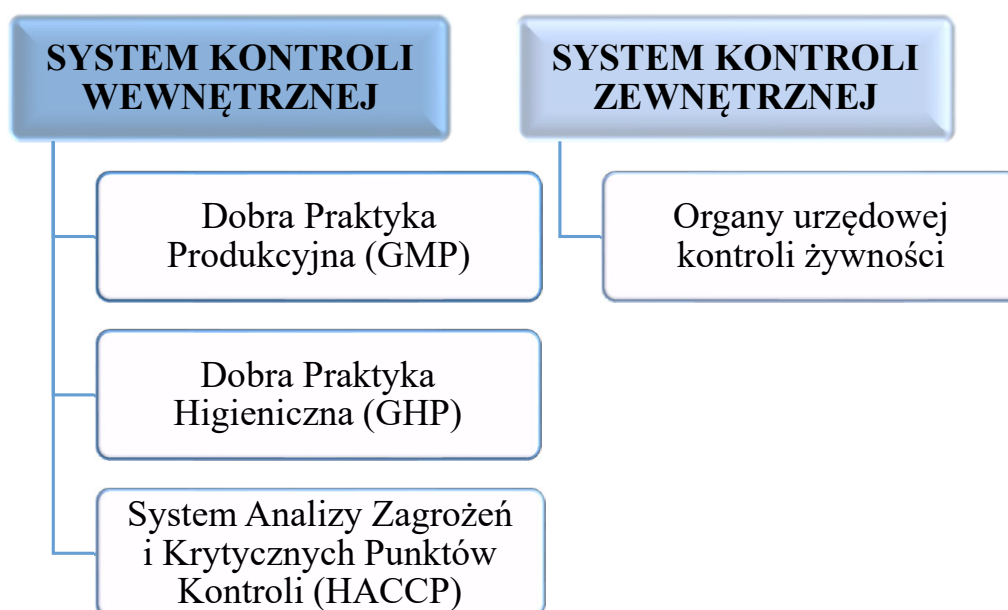 SYSTEM KONTROLI
WEWNĘTRZNEJ
Dobra Praktyka
Produkcyjna (GMP)
Dobra Praktyka
Higieniczna (GHP)
System Analizy Zagrożeń
i Krytycznych Punktów
Kontroli (HACCP)
SYSTEM KONTROLI
ZEWNĘTRZNEJ
Organy urzędowej
kontroli żywności